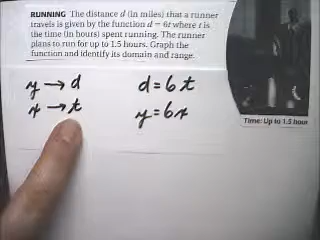 RUNNING The distance d (in miles) that a runner
travels is given by the function d = 6t where t is
the time (in hours) spent running. The runner
plans to run for up to 1.5 hours. Graph the
function and identify its domain and range.
Time: Up to 1.5 hour
y → d
x → t
d = 6t
y = 6x